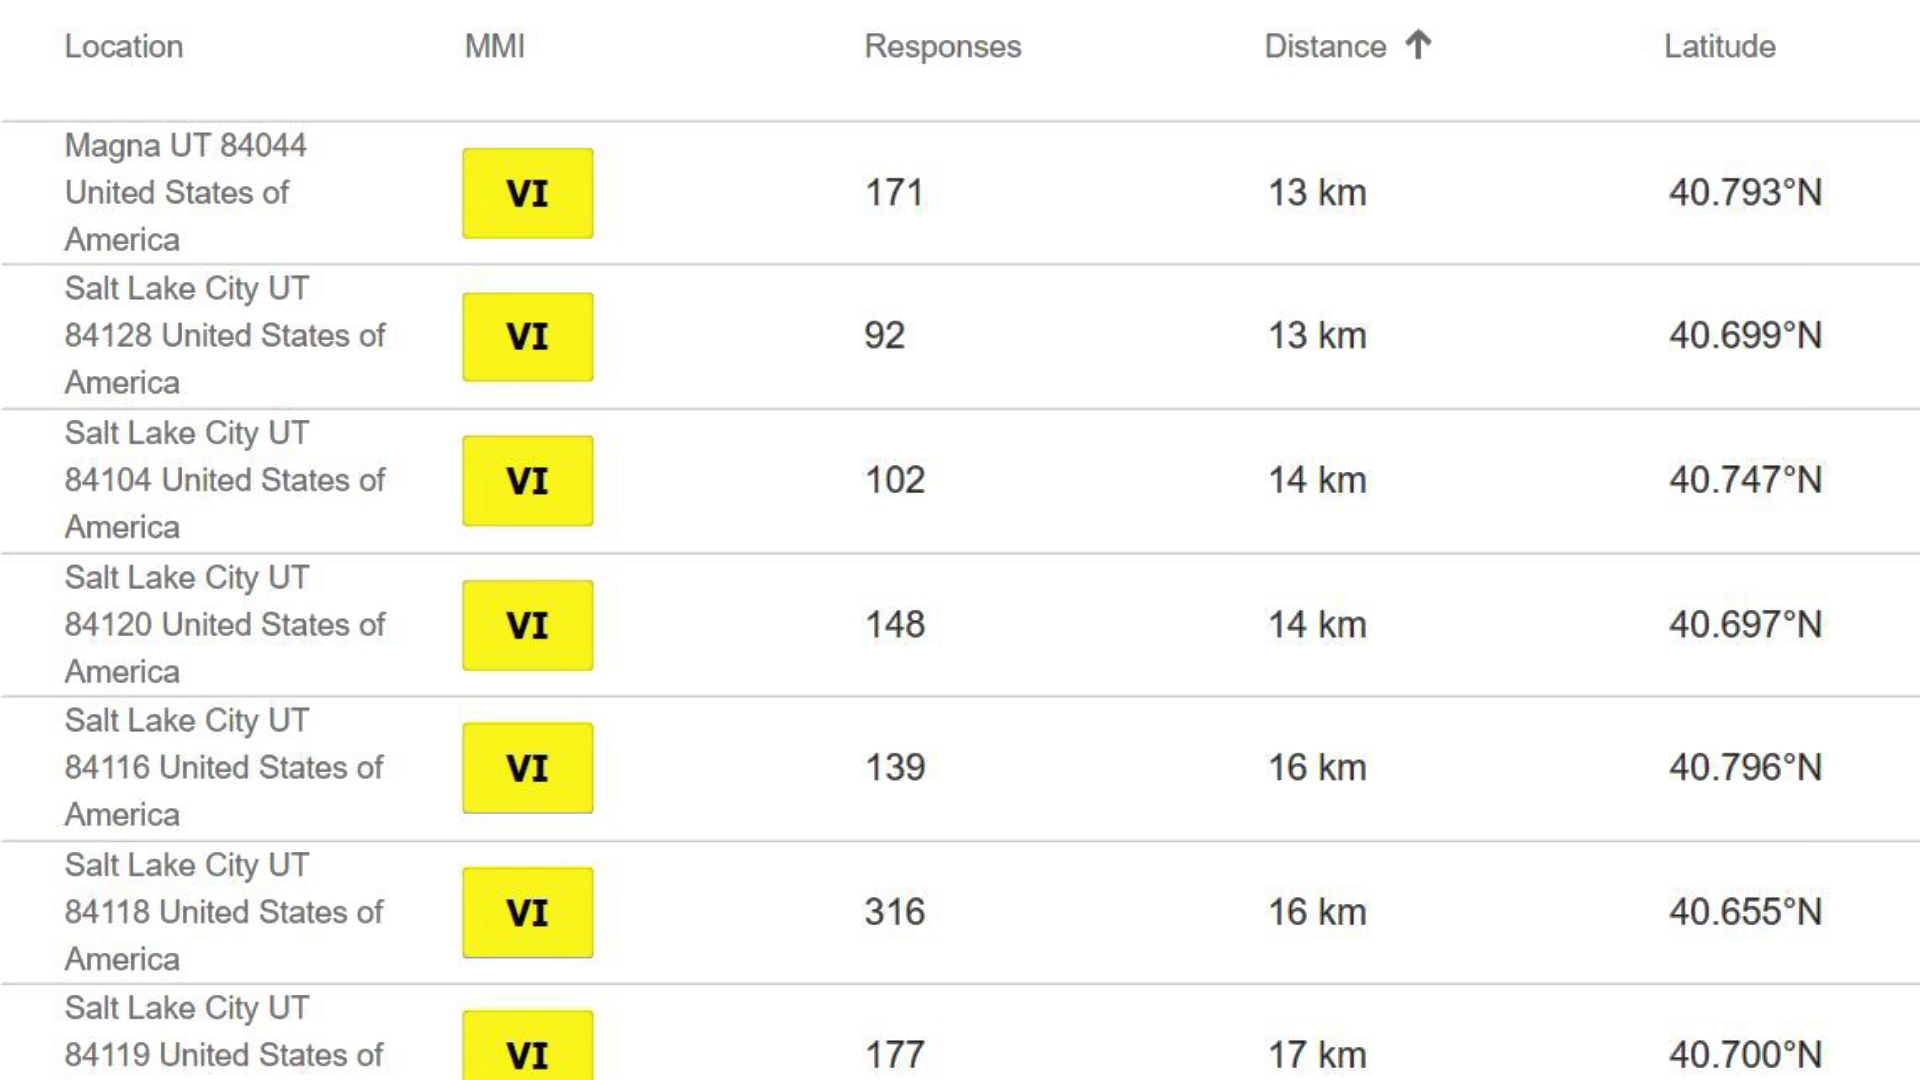 Location MMI Responses Distance ↑ Latitude
Magna UT 84044
United States of
America
VI 171 13 km 40.793°N
Salt Lake City UT
84128 United States of
America
VI 92 13 km 40.699°N
Salt Lake City UT
84104 United States of
America
VI 102 14 km 40.747°N
Salt Lake City UT
84120 United States of
America
VI 148 14 km 40.697°N
Salt Lake City UT
84116 United States of
America
VI 139 16 km 40.796°N
Salt Lake City UT
84118 United States of
America
VI 316 16 km 40.655°N
Salt Lake City UT
84119 United States of
VI 177 17 km 40.700°N